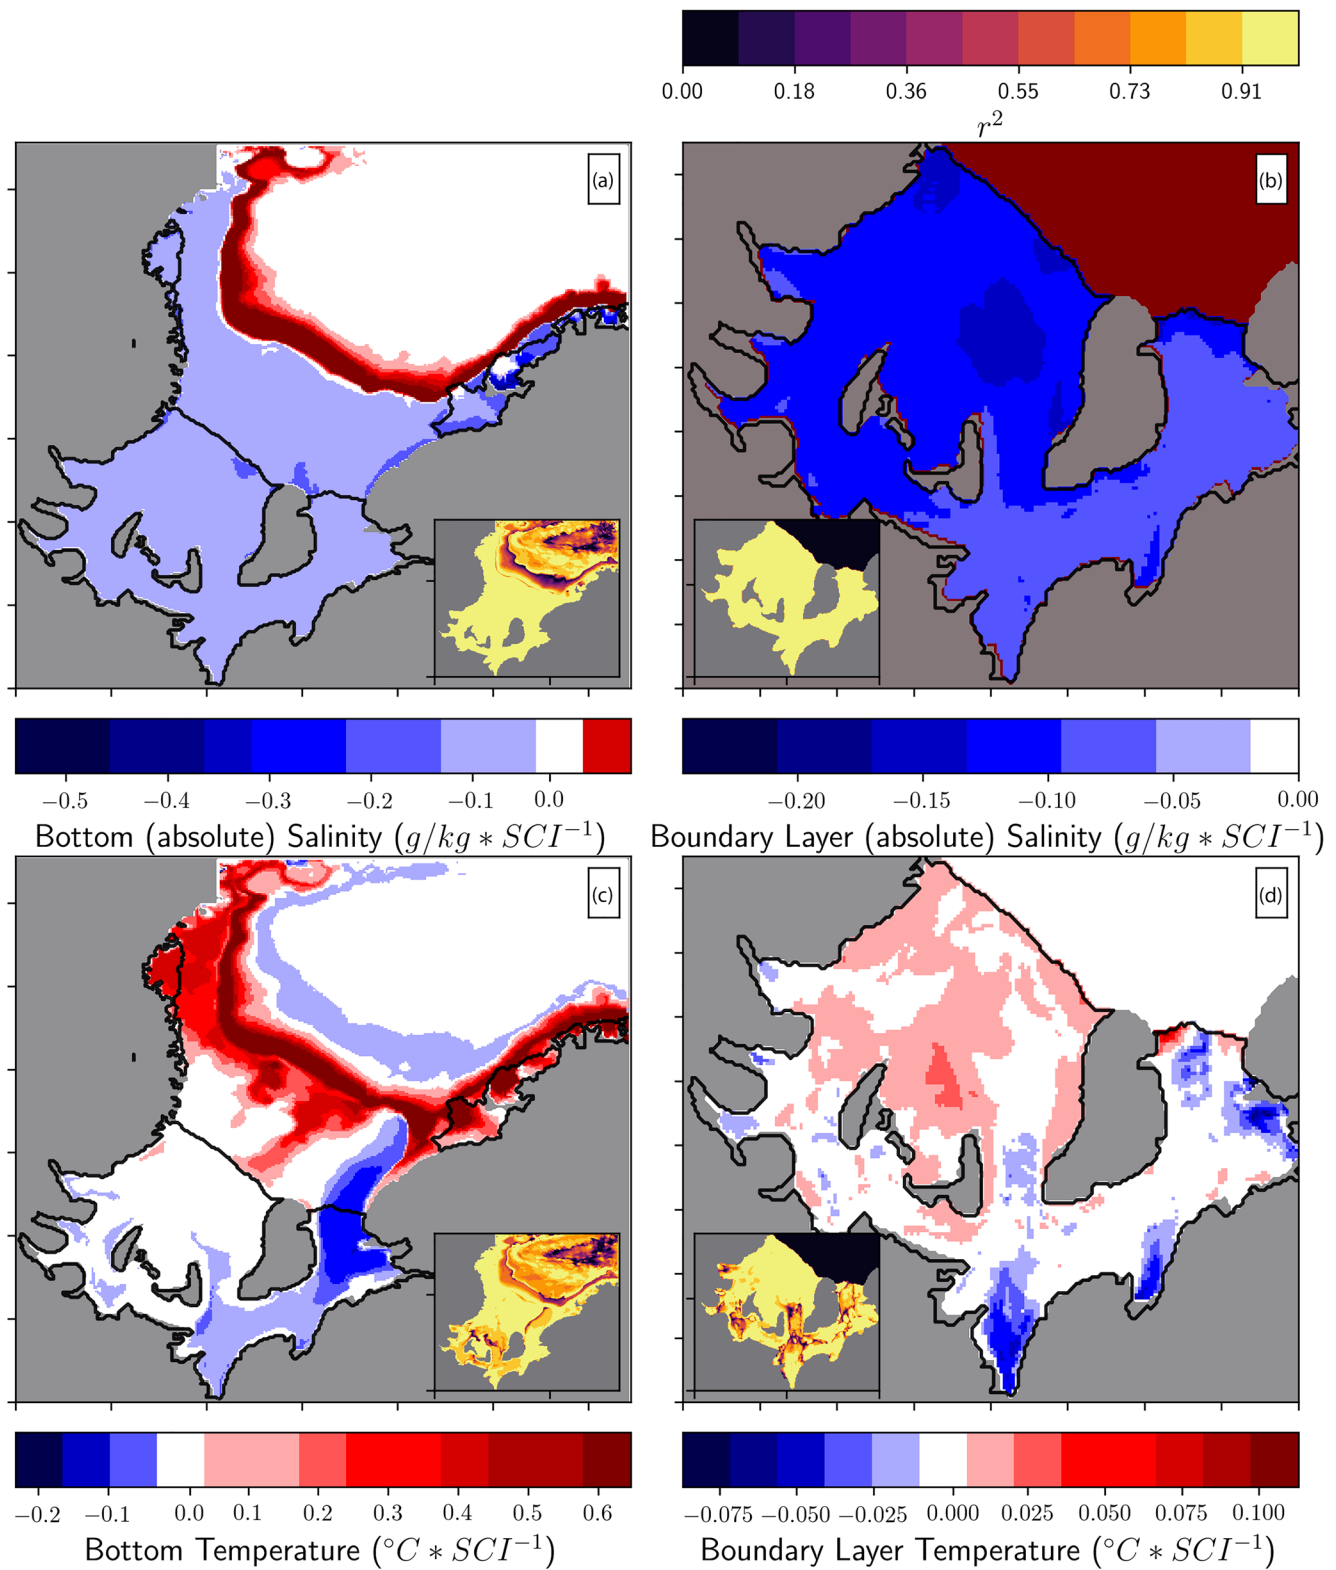 0.00 0.18 0.36 0.55 0.73 0.91
r²
(a)
(b)
−0.5 −0.4 −0.3 −0.2 −0.1 0.0
Bottom (absolute) Salinity (g/kg ∗ SCI⁻¹)
−0.20 −0.15 −0.10 −0.05 0.00
Boundary Layer (absolute) Salinity (g/kg ∗ SCI⁻¹)
(c)
(d)
−0.2 −0.1 0.0 0.1 0.2 0.3 0.4 0.5 0.6
Bottom Temperature (°C ∗ SCI⁻¹)
−0.075 −0.050 −0.025 0.000 0.025 0.050 0.075 0.100
Boundary Layer Temperature (°C ∗ SCI⁻¹)